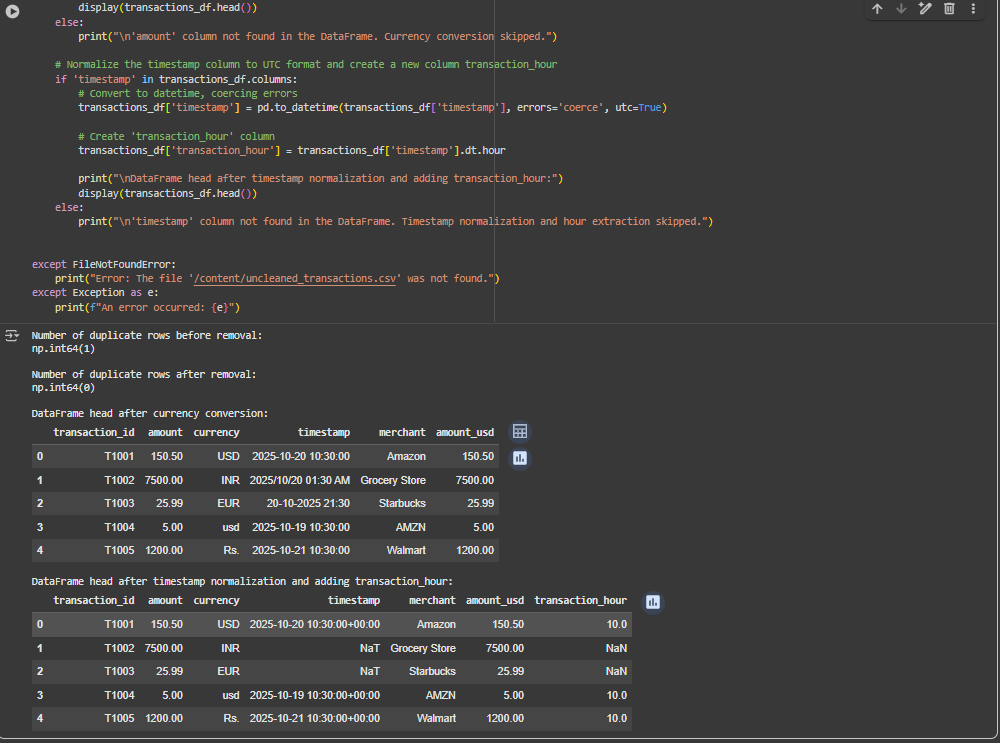 display(transactions_df.head())
else:
print("\n'amount' column not found in the DataFrame. Currency conversion skipped.")
# Normalize the timestamp column to UTC format and create a new column transaction_hour
if 'timestamp' in transactions_df.columns:
# Convert to datetime, coercing errors
transactions_df['timestamp'] = pd.to_datetime(transactions_df['timestamp'], errors='coerce', utc=True)
# Create 'transaction_hour' column
transactions_df['transaction_hour'] = transactions_df['timestamp'].dt.hour
print("\nDataFrame head after timestamp normalization and adding transaction_hour:")
display(transactions_df.head())
else:
print("\n'timestamp' column not found in the DataFrame. Timestamp normalization and hour extraction skipped.")
except FileNotFoundError:
print("Error: The file '/content/uncleaned_transactions.csv' was not found.")
except Exception as e:
print(f"An error occurred: {e}")
Number of duplicate rows before removal:
np.int64(1)
Number of duplicate rows after removal:
np.int64(0)
DataFrame head after currency conversion:
transaction_id amount currency timestamp merchant amount_usd
0 T1001 150.50 USD 2025-10-20 10:30:00 Amazon 150.50
1 T1002 7500.00 INR 2025/10/20 01:30 AM Grocery Store 7500.00
2 T1003 25.99 EUR 20-10-2025 21:30 Starbucks 25.99
3 T1004 5.00 usd 2025-10-19 10:30:00 AMZN 5.00
4 T1005 1200.00 Rs. 2025-10-21 10:30:00 Walmart 1200.00
DataFrame head after timestamp normalization and adding transaction_hour:
transaction_id amount currency timestamp merchant amount_usd transaction_hour
0 T1001 150.50 USD 2025-10-20 10:30:00+00:00 Amazon 150.50 10.0
1 T1002 7500.00 INR NaT Grocery Store 7500.00 NaN
2 T1003 25.99 EUR NaT Starbucks 25.99 NaN
3 T1004 5.00 usd 2025-10-19 10:30:00+00:00 AMZN 5.00 10.0
4 T1005 1200.00 Rs. 2025-10-21 10:30:00+00:00 Walmart 1200.00 10.0